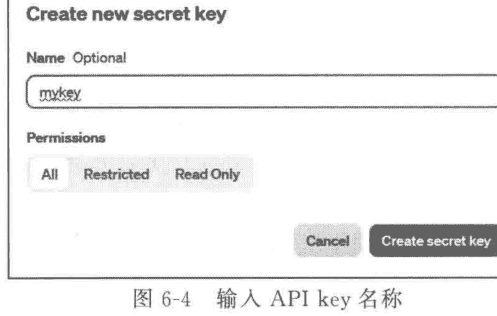 Create new secret key
Name Optional
mykey
Permissions
All Restricted Read Only
Cancel Create secret key
图 6-4 输入 API key 名称